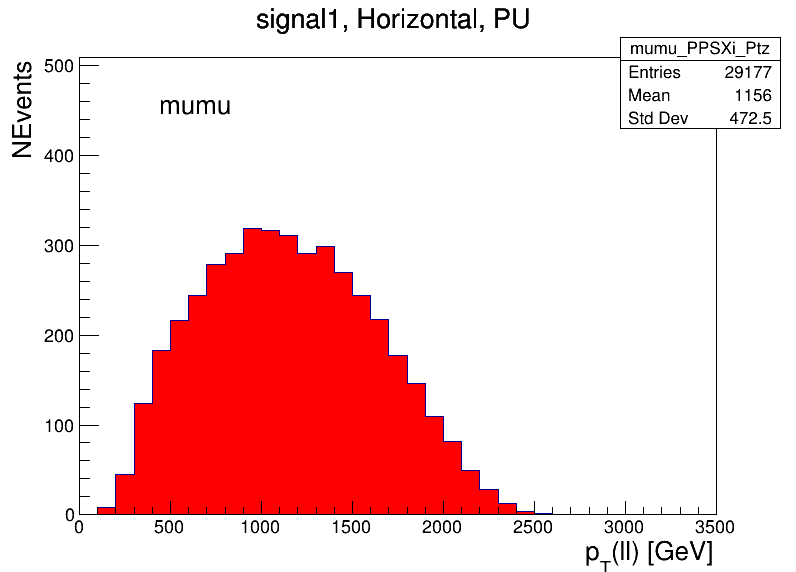 signal1, Horizontal, PU
mumu_PPSXi_Ptz
Entries 29177
Mean 1156
Std Dev 472.5
NEvents
mumu
500
400
300
200
100
0
0 500 1000 1500 2000 2500 3000 3500
p_T(ll) [GeV]